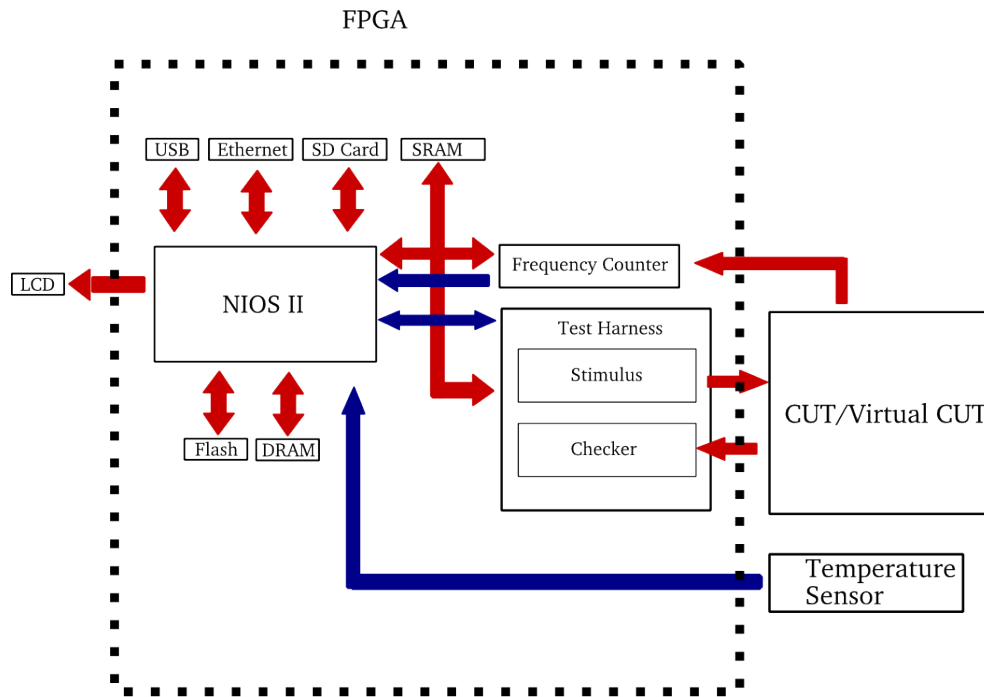 FPGA
USB
Ethernet
SD Card
SRAM
LCD
NIOS II
Frequency Counter
Test Harness
Stimulus
Checker
CUT/Virtual CUT
Flash
DRAM
Temperature
Sensor